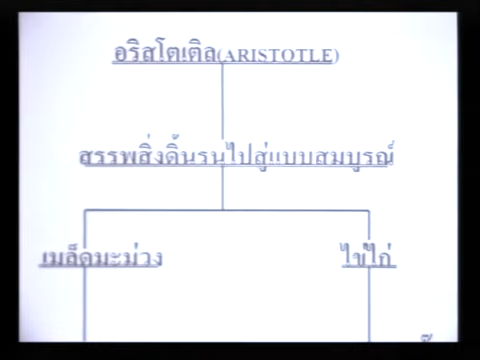 อริสโตเติล(ARISTOTLE)
สรรพสิ่งดิ้นรนไปสู่แบบสมบูรณ์
เมล็ดมะม่วง
ไข่ไก่